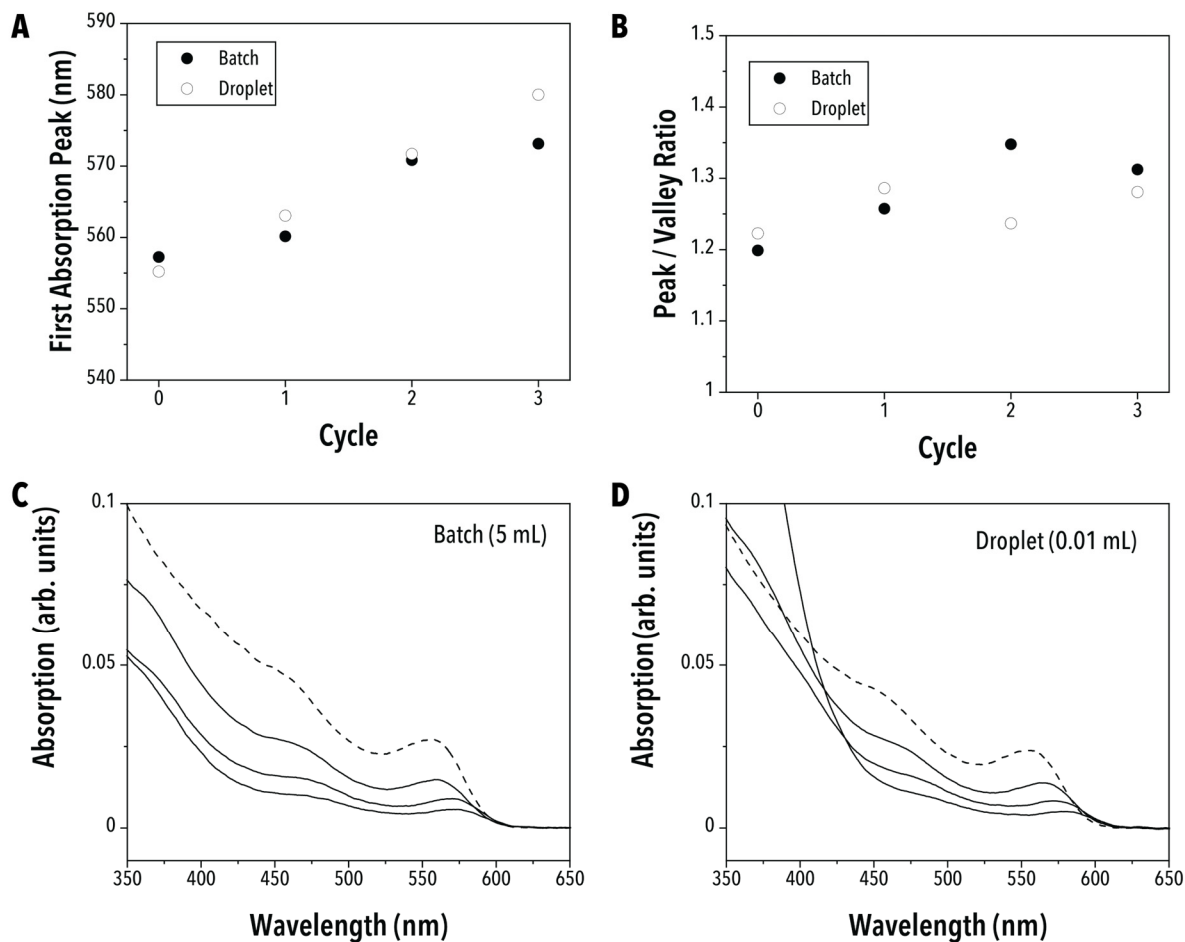 A
First Absorption Peak (nm)
590
580
570
560
550
540
Batch
Droplet
0
1
2
3
Cycle
B
Peak / Valley Ratio
1.5
1.4
1.3
1.2
1.1
1
Batch
Droplet
0
1
2
3
Cycle
C
Absorption (arb. units)
0.1
0.05
0
Batch (5 mL)
350
400
450
500
550
600
650
Wavelength (nm)
D
Absorption (arb. units)
0.1
0.05
0
Droplet (0.01 mL)
350
400
450
500
550
600
650
Wavelength (nm)